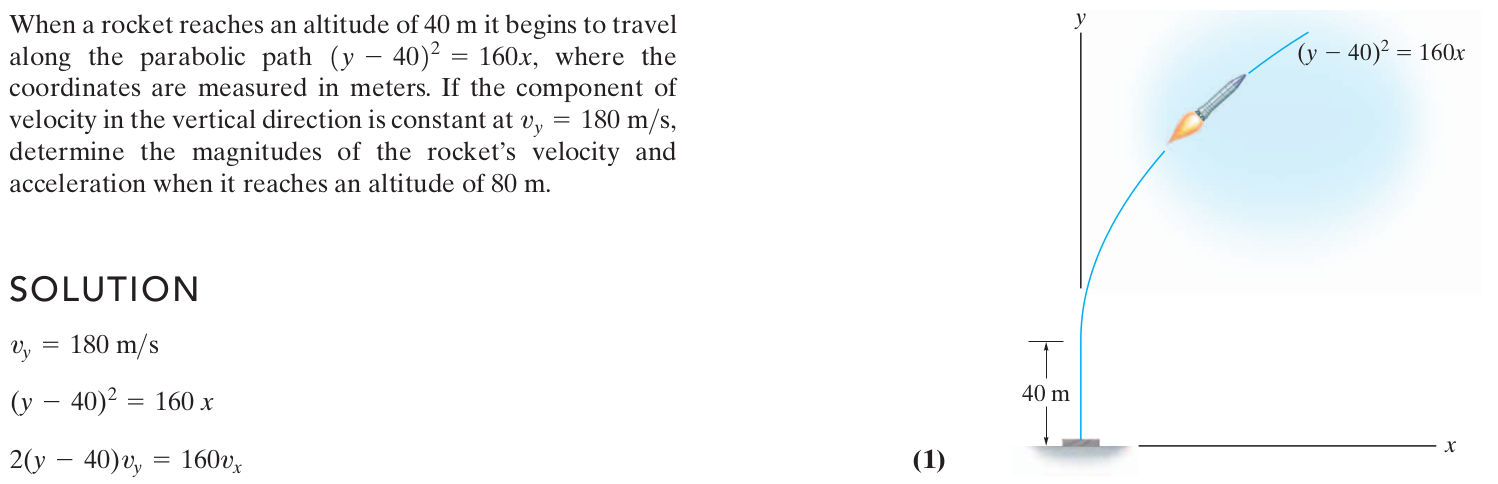 When a rocket reaches an altitude of 40 m it begins to travel
along the parabolic path (y − 40)² = 160x, where the
coordinates are measured in meters. If the component of
velocity in the vertical direction is constant at v_y = 180 m/s,
determine the magnitudes of the rocket’s velocity and
acceleration when it reaches an altitude of 80 m.
SOLUTION
v_y = 180 m/s
(y − 40)² = 160 x
2(y − 40)v_y = 160v_x
(1)
y
(y − 40)² = 160x
40 m
x